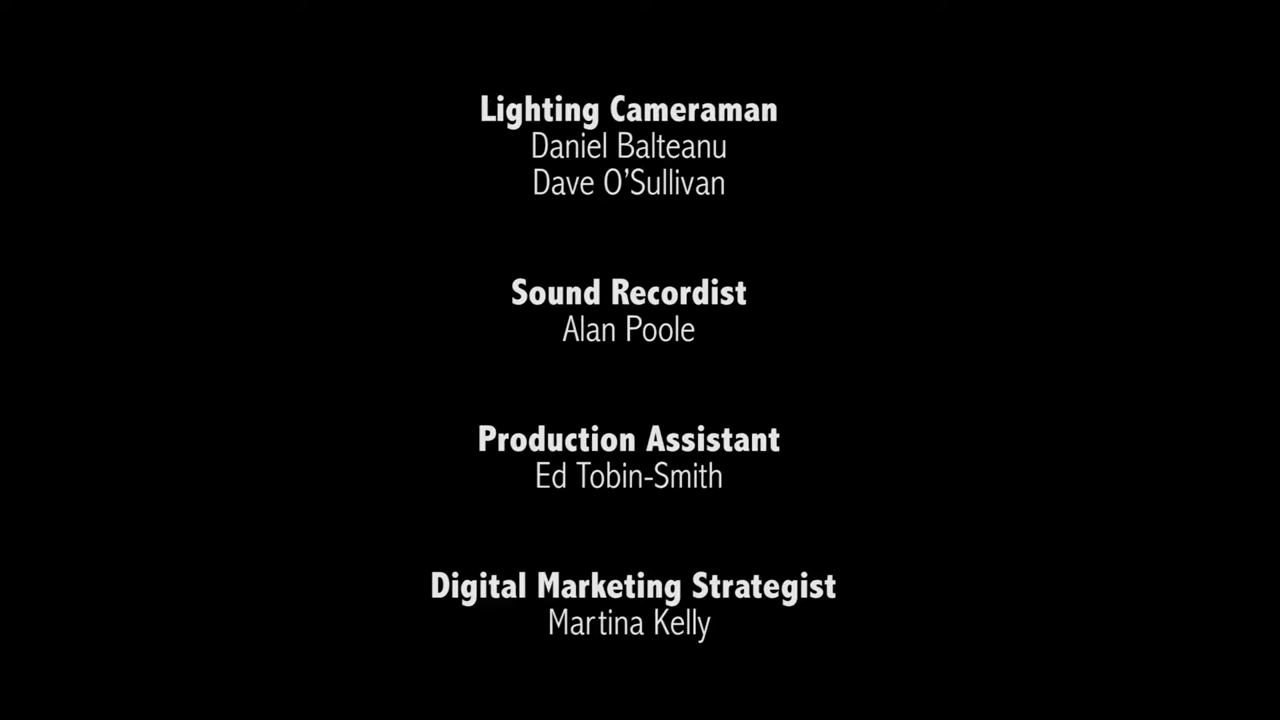 Lighting Cameraman
Daniel Balteanu
Dave O’Sullivan
Sound Recordist
Alan Poole
Production Assistant
Ed Tobin-Smith
Digital Marketing Strategist
Martina Kelly